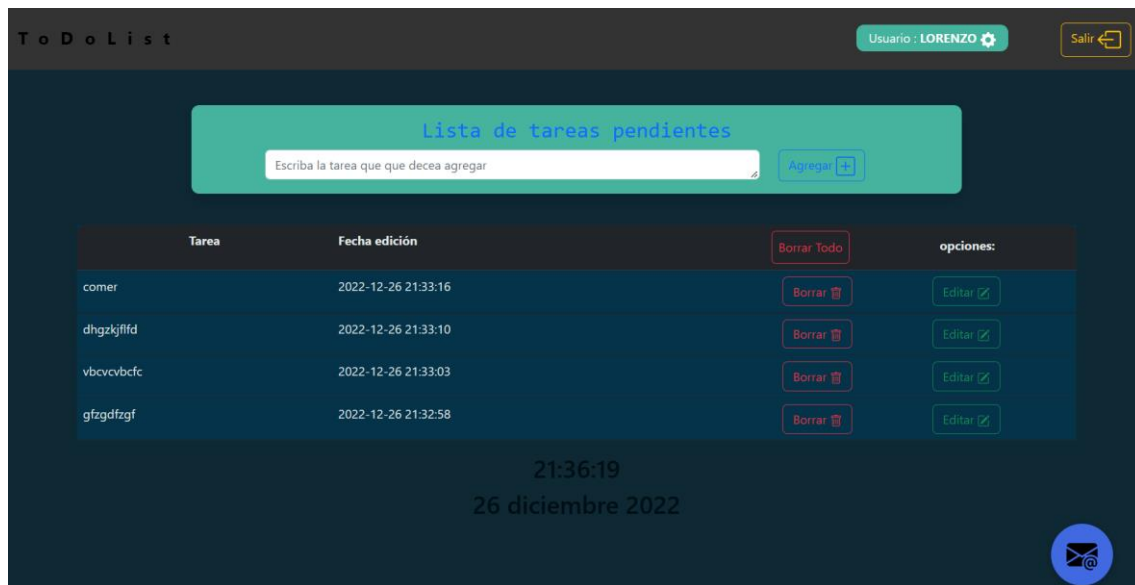 ToDoList
Usuario : LORENZO
Salir
Lista de tareas pendientes
Escriba la tarea que que decea agregar
Agregar
Tarea Fecha edición Borrar Todo opciones:
comer 2022-12-26 21:33:16 Borrar Editar
dhgzkjflfd 2022-12-26 21:33:10 Borrar Editar
vbcvcvbcfc 2022-12-26 21:33:03 Borrar Editar
gfzgdfzgf 2022-12-26 21:32:58 Borrar Editar
21:36:19
26 diciembre 2022